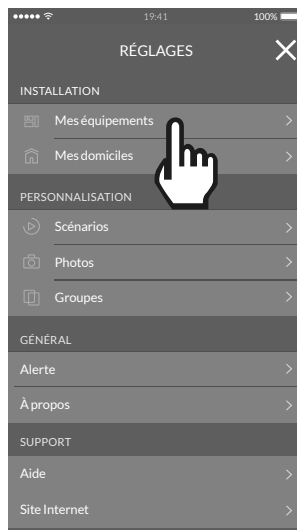 19:41 100%
RÉGLAGES
INSTALLATION
Mes équipements
Mes domiciles
PERSONNALISATION
Scénarios
Photos
Groupes
GÉNÉRAL
Alerte
À propos
SUPPORT
Aide
Site Internet